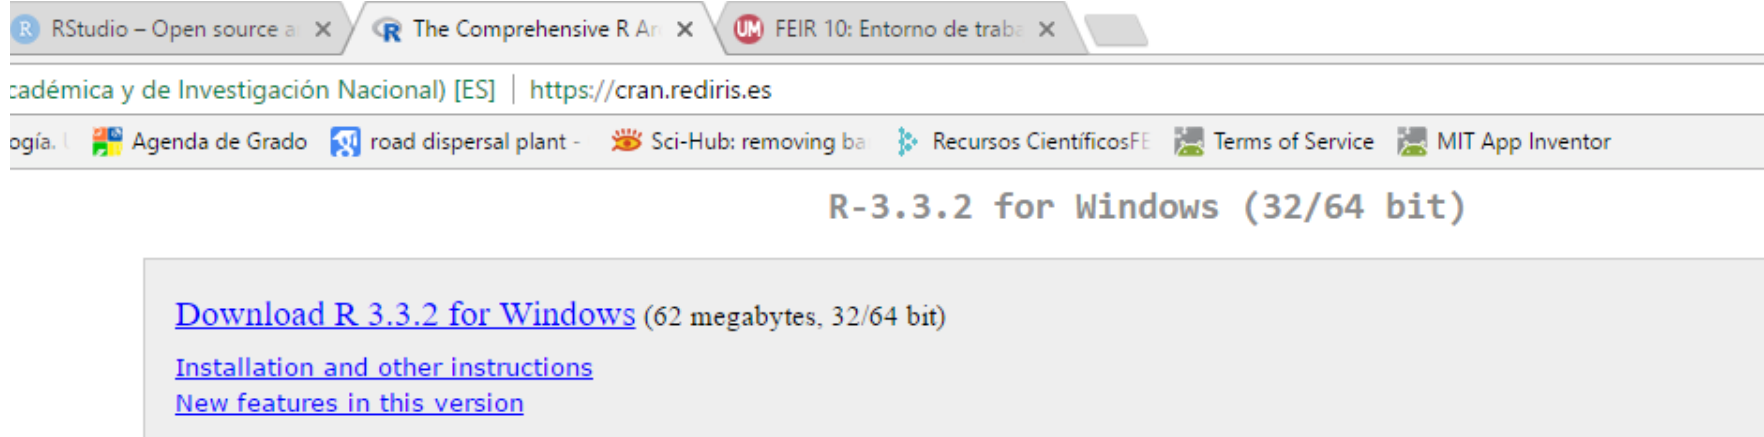 RStudio – Open source a
The Comprehensive R Ar
UM FEIR 10: Entorno de traba
cadémica y de Investigación Nacional) [ES] | https://cran.rediris.es
ogía. Agenda de Grado road dispersal plant - Sci-Hub: removing ba Recursos CientíficosFE Terms of Service MIT App Inventor
R-3.3.2 for Windows (32/64 bit)
Download R 3.3.2 for Windows (62 megabytes, 32/64 bit)
Installation and other instructions
New features in this version